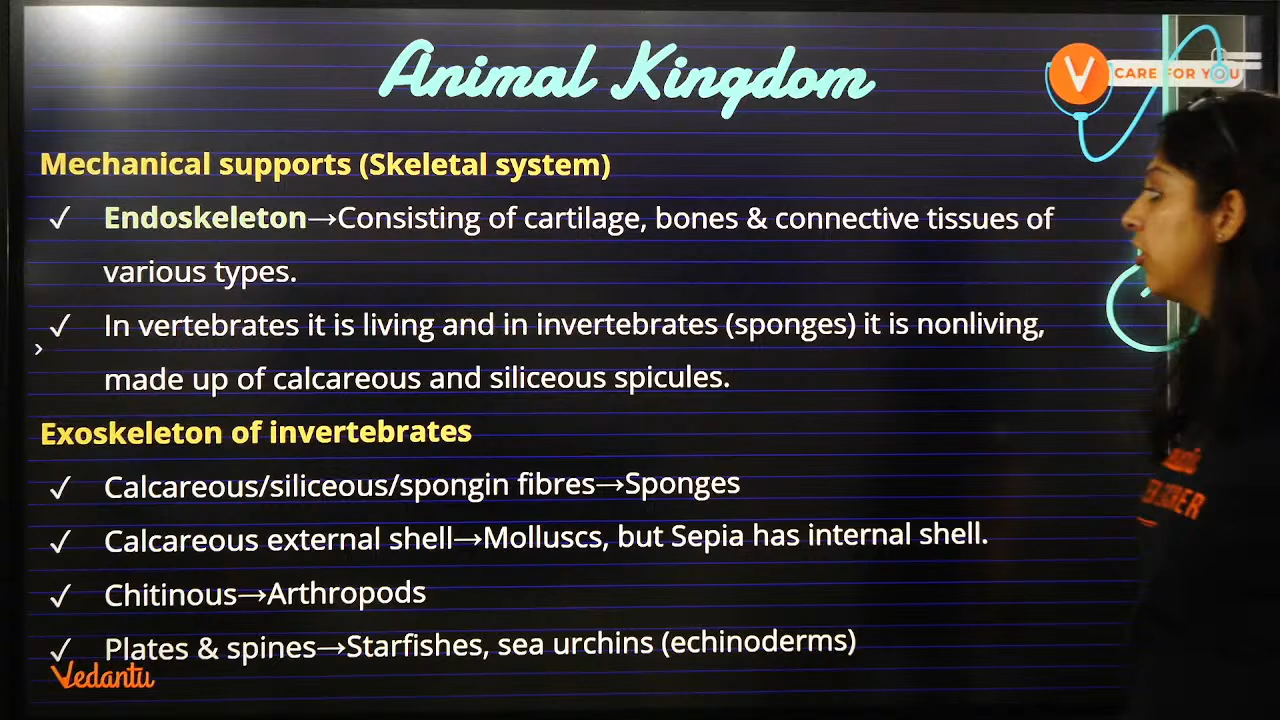 Animal Kingdom
V CARE FOR YOU
Mechanical supports (Skeletal system)
✓ Endoskeleton→Consisting of cartilage, bones & connective tissues of
various types.
✓ In vertebrates it is living and in invertebrates (sponges) it is nonliving,
made up of calcareous and siliceous spicules.
Exoskeleton of invertebrates
✓ Calcareous/siliceous/spongin fibres→Sponges
✓ Calcareous external shell→Molluscs, but Sepia has internal shell.
✓ Chitinous→Arthropods
✓ Plates & spines→Starfishes, sea urchins (echinoderms)
Vedantu